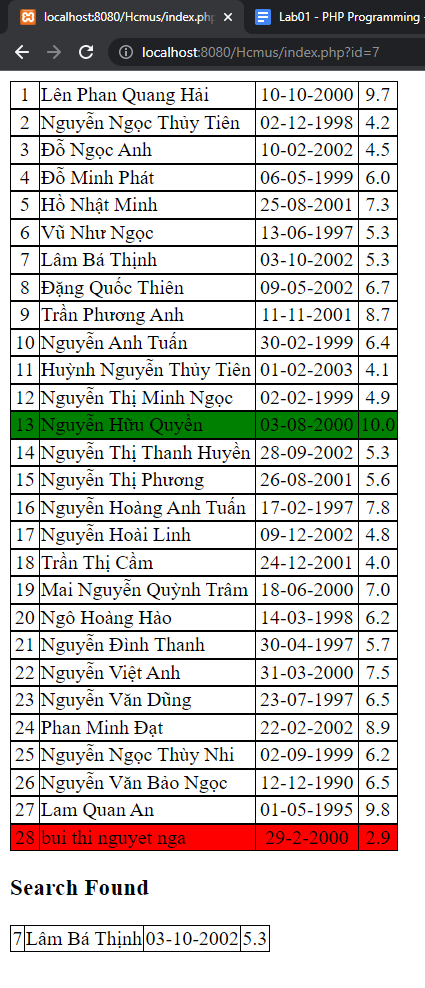 localhost:8080/Hcmus/index.php
Lab01 - PHP Programming -
localhost:8080/Hcmus/index.php?id=7
1 Lên Phan Quang Hải 10-10-2000 9.7
2 Nguyễn Ngọc Thủy Tiên 02-12-1998 4.2
3 Đỗ Ngọc Anh 10-02-2002 4.5
4 Đỗ Minh Phát 06-05-1999 6.0
5 Hồ Nhật Minh 25-08-2001 7.3
6 Vũ Như Ngọc 13-06-1997 5.3
7 Lâm Bá Thịnh 03-10-2002 5.3
8 Đặng Quốc Thiên 09-05-2002 6.7
9 Trần Phương Anh 11-11-2001 8.7
10 Nguyễn Anh Tuấn 30-02-1999 6.4
11 Huỳnh Nguyễn Thủy Tiên 01-02-2003 4.1
12 Nguyễn Thị Minh Ngọc 02-02-1999 4.9
13 Nguyễn Hữu Quyền 03-08-2000 10.0
14 Nguyễn Thị Thanh Huyền 28-09-2002 5.3
15 Nguyễn Thị Phương 26-08-2001 5.6
16 Nguyễn Hoàng Anh Tuấn 17-02-1997 7.8
17 Nguyễn Hoài Linh 09-12-2002 4.8
18 Trần Thị Cầm 24-12-2001 4.0
19 Mai Nguyễn Quỳnh Trâm 18-06-2000 7.0
20 Ngô Hoàng Hảo 14-03-1998 6.2
21 Nguyễn Đình Thanh 30-04-1997 5.7
22 Nguyễn Việt Anh 31-03-2000 7.5
23 Nguyễn Văn Dũng 23-07-1997 6.5
24 Phan Minh Đạt 22-02-2002 8.9
25 Nguyễn Ngọc Thùy Nhi 02-09-1999 6.2
26 Nguyễn Văn Bảo Ngọc 12-12-1990 6.5
27 Lam Quan An 01-05-1995 9.8
28 bui thi nguyet nga 29-2-2000 2.9
Search Found
7 Lâm Bá Thịnh 03-10-2002 5.3